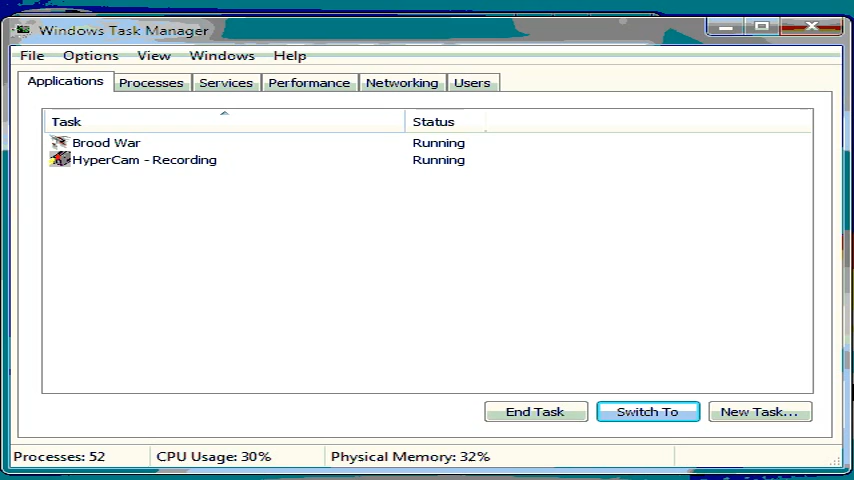 Windows Task Manager
File Options View Windows Help
Applications Processes Services Performance Networking Users
Task Status
Brood War Running
HyperCam - Recording Running
End Task Switch To New Task...
Processes: 52 CPU Usage: 30% Physical Memory: 32%